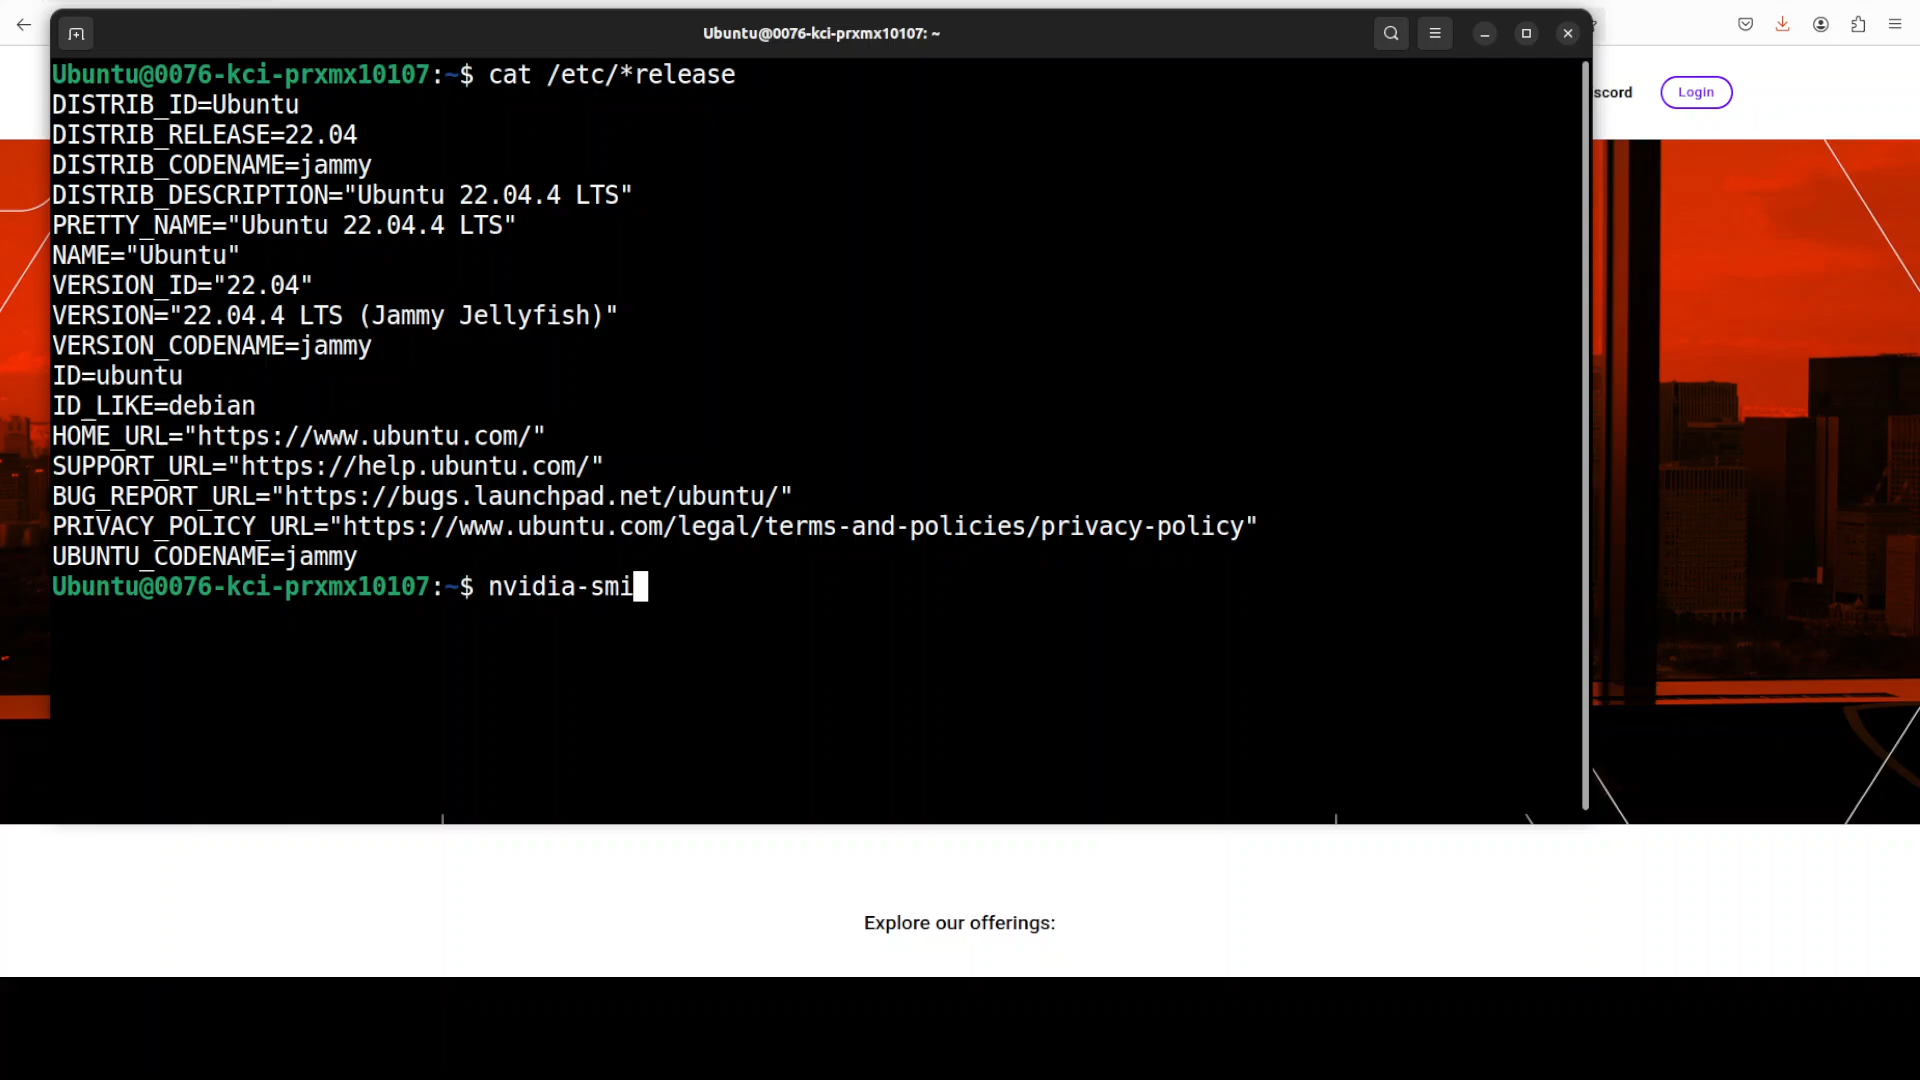 Ubuntu@0076-kci-prxmx10107: ~
Ubuntu@0076-kci-prxmx10107:~$ cat /etc/*release
DISTRIB_ID=Ubuntu
DISTRIB_RELEASE=22.04
DISTRIB_CODENAME=jammy
DISTRIB_DESCRIPTION="Ubuntu 22.04.4 LTS"
PRETTY_NAME="Ubuntu 22.04.4 LTS"
NAME="Ubuntu"
VERSION_ID="22.04"
VERSION="22.04.4 LTS (Jammy Jellyfish)"
VERSION_CODENAME=jammy
ID=ubuntu
ID_LIKE=debian
HOME_URL="https://www.ubuntu.com/"
SUPPORT_URL="https://help.ubuntu.com/"
BUG_REPORT_URL="https://bugs.launchpad.net/ubuntu/"
PRIVACY_POLICY_URL="https://www.ubuntu.com/legal/terms-and-policies/privacy-policy"
UBUNTU_CODENAME=jammy
Ubuntu@0076-kci-prxmx10107:~$ nvidia-smi
scord
Login
Explore our offerings: